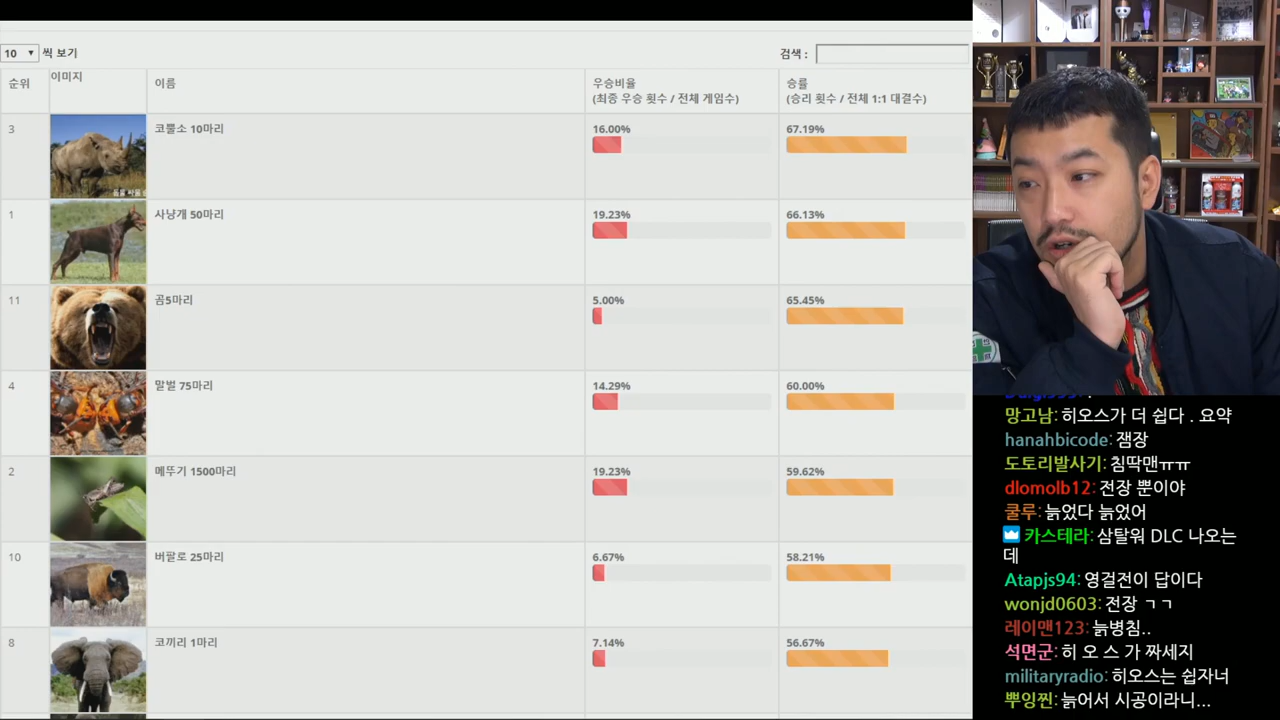 10 ▼ 씩 보기
검색 :
순위 이미지 이름 우승비율 승률
(최종 우승 횟수 / 전체 게임수) (승리 횟수 / 전체 1:1 대결수)
3 코뿔소 10마리 16.00% 67.19%
1 사냥개 50마리 19.23% 66.13%
11 곰5마리 5.00% 65.45%
4 말벌 75마리 14.29% 60.00%
2 메뚜기 1500마리 19.23% 59.62%
10 버팔로 25마리 6.67% 58.21%
8 코끼리 1마리 7.14% 56.67%
망고남: 히오스가 더 쉽다 . 요약
hanahbicode: 잼장
도토리발사기: 침딱맨ㅠㅠ
dlomolb12: 전장 뿐이야
쿨루: 늙었다 늙었어
카스테라: 삼탈워 DLC 나오는
데
Atapjs94: 영걸전이 답이다
wonjd0603: 전장 ㄱㄱ
레이맨123: 늙병침..
석면군: 히 오 스 가 짜세지
militaryradio: 히오스는 쉽자너
뿌잉찐: 늙어서 시공이라니...